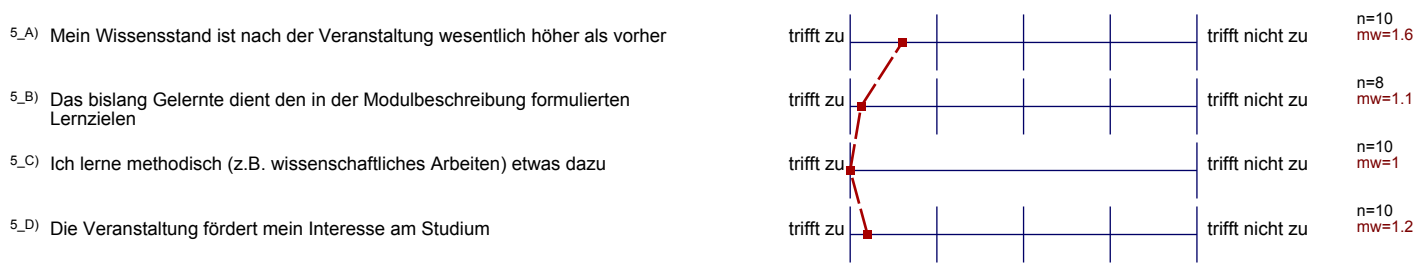 5_A) Mein Wissensstand ist nach der Veranstaltung wesentlich höher als vorher trifft zu trifft nicht zu n=10
mw=1.6
5_B) Das bislang Gelernte dient den in der Modulbeschreibung formulierten trifft zu trifft nicht zu n=8
Lernzielen mw=1.1
5_C) Ich lerne methodisch (z.B. wissenschaftliches Arbeiten) etwas dazu trifft zu trifft nicht zu n=10
mw=1
5_D) Die Veranstaltung fördert mein Interesse am Studium trifft zu trifft nicht zu n=10
mw=1.2